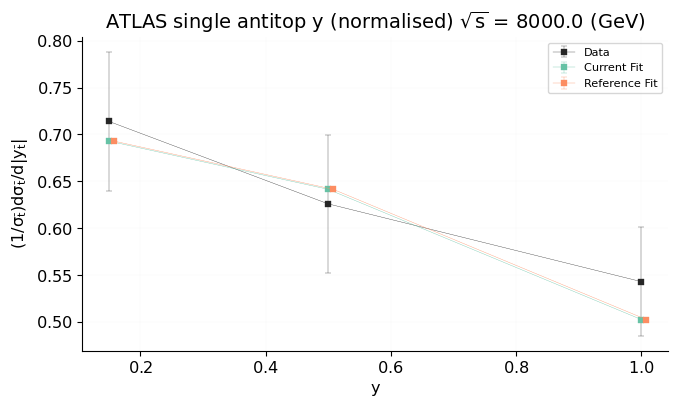 ATLAS single antitop y (normalised) √s = 8000.0 (GeV)
Data
Current Fit
Reference Fit
(1/σt̄)dσt̄/d|yt̄|
0.80
0.75
0.70
0.65
0.60
0.55
0.50
0.2
0.4
0.6
0.8
1.0
y